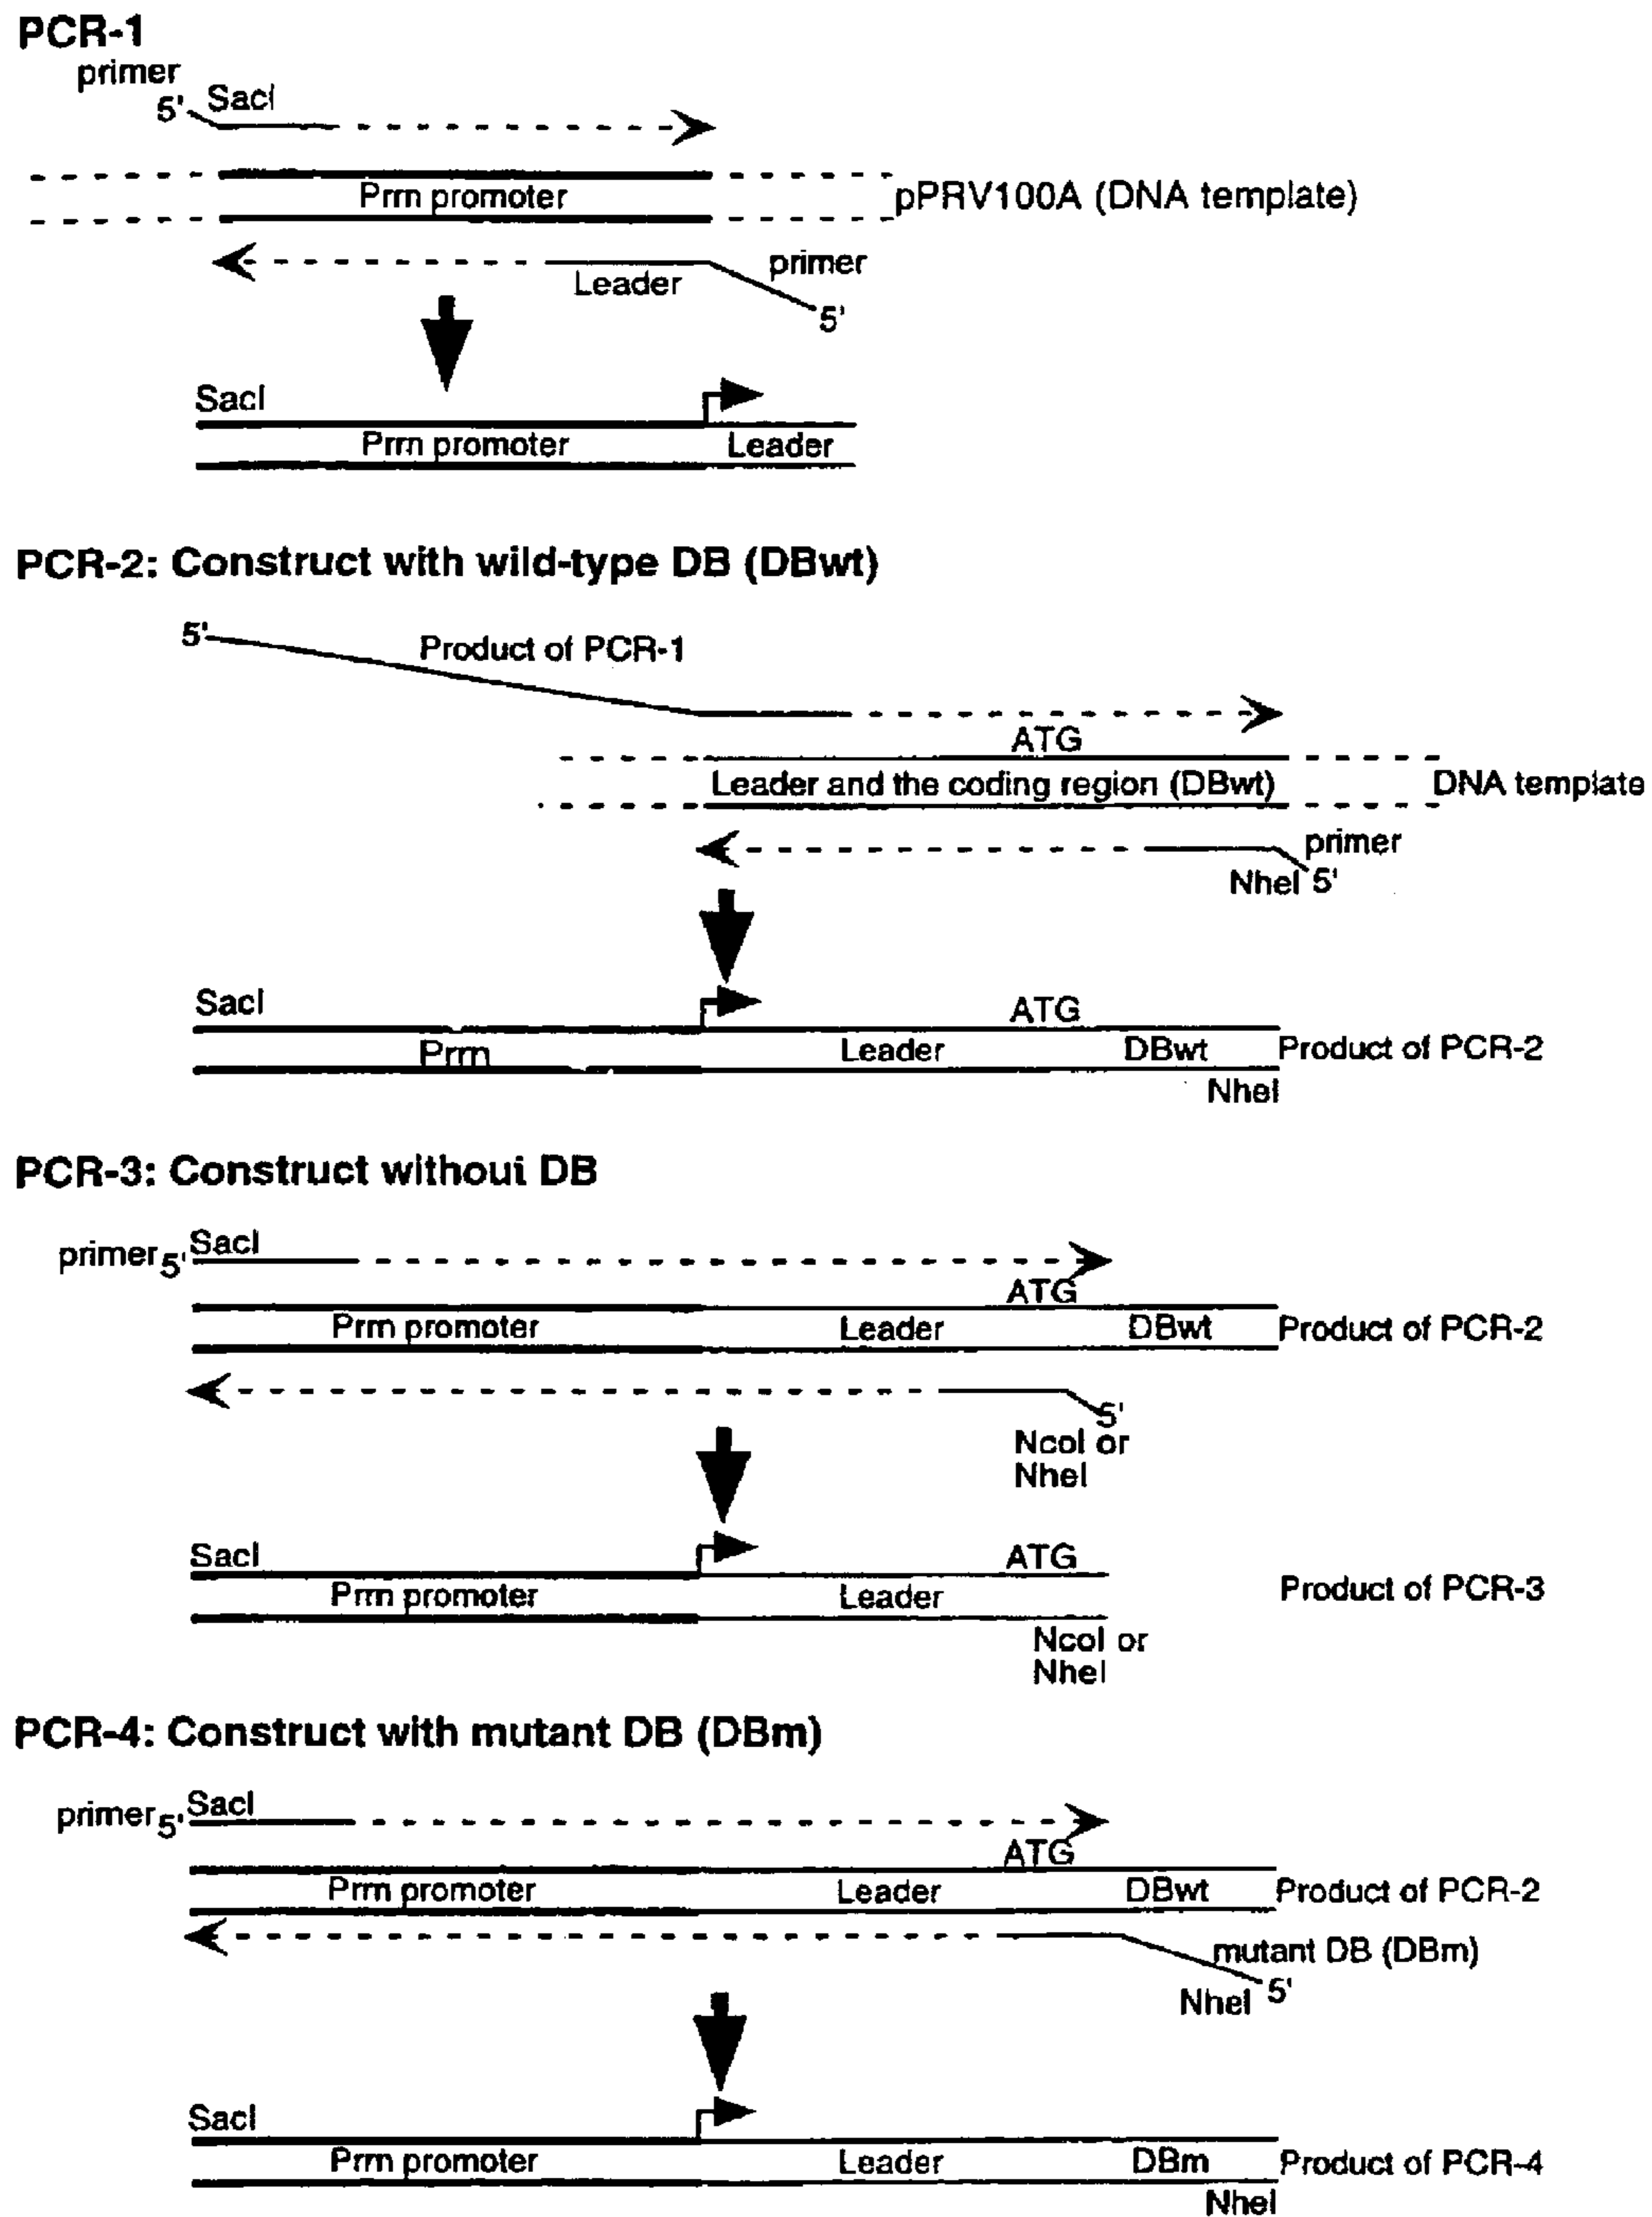 PCR-1
primer
5' SacI
Prrn promoter
pPRV100A (DNA template)
Leader
primer
5'
SacI
Prrn promoter
Leader
PCR-2: Construct with wild-type DB (DBwt)
5'
Product of PCR-1
ATG
Leader and the coding region (DBwt)
DNA template
primer
NheI 5'
SacI
ATG
Prrn
Leader
DBwt
Product of PCR-2
NheI
PCR-3: Construct withoui DB
primer 5' SacI
ATG
Prrn promoter
Leader
DBwt
Product of PCR-2
5'
NcoI or
NheI
SacI
ATG
Prrn promoter
Leader
Product of PCR-3
NcoI or
NheI
PCR-4: Construct with mutant DB (DBm)
primer 5' SacI
ATG
Prrn promoter
Leader
DBwt
Product of PCR-2
mutant DB (DBm)
NheI 5'
SacI
Prrn promoter
Leader
DBm
Product of PCR-4
NheI